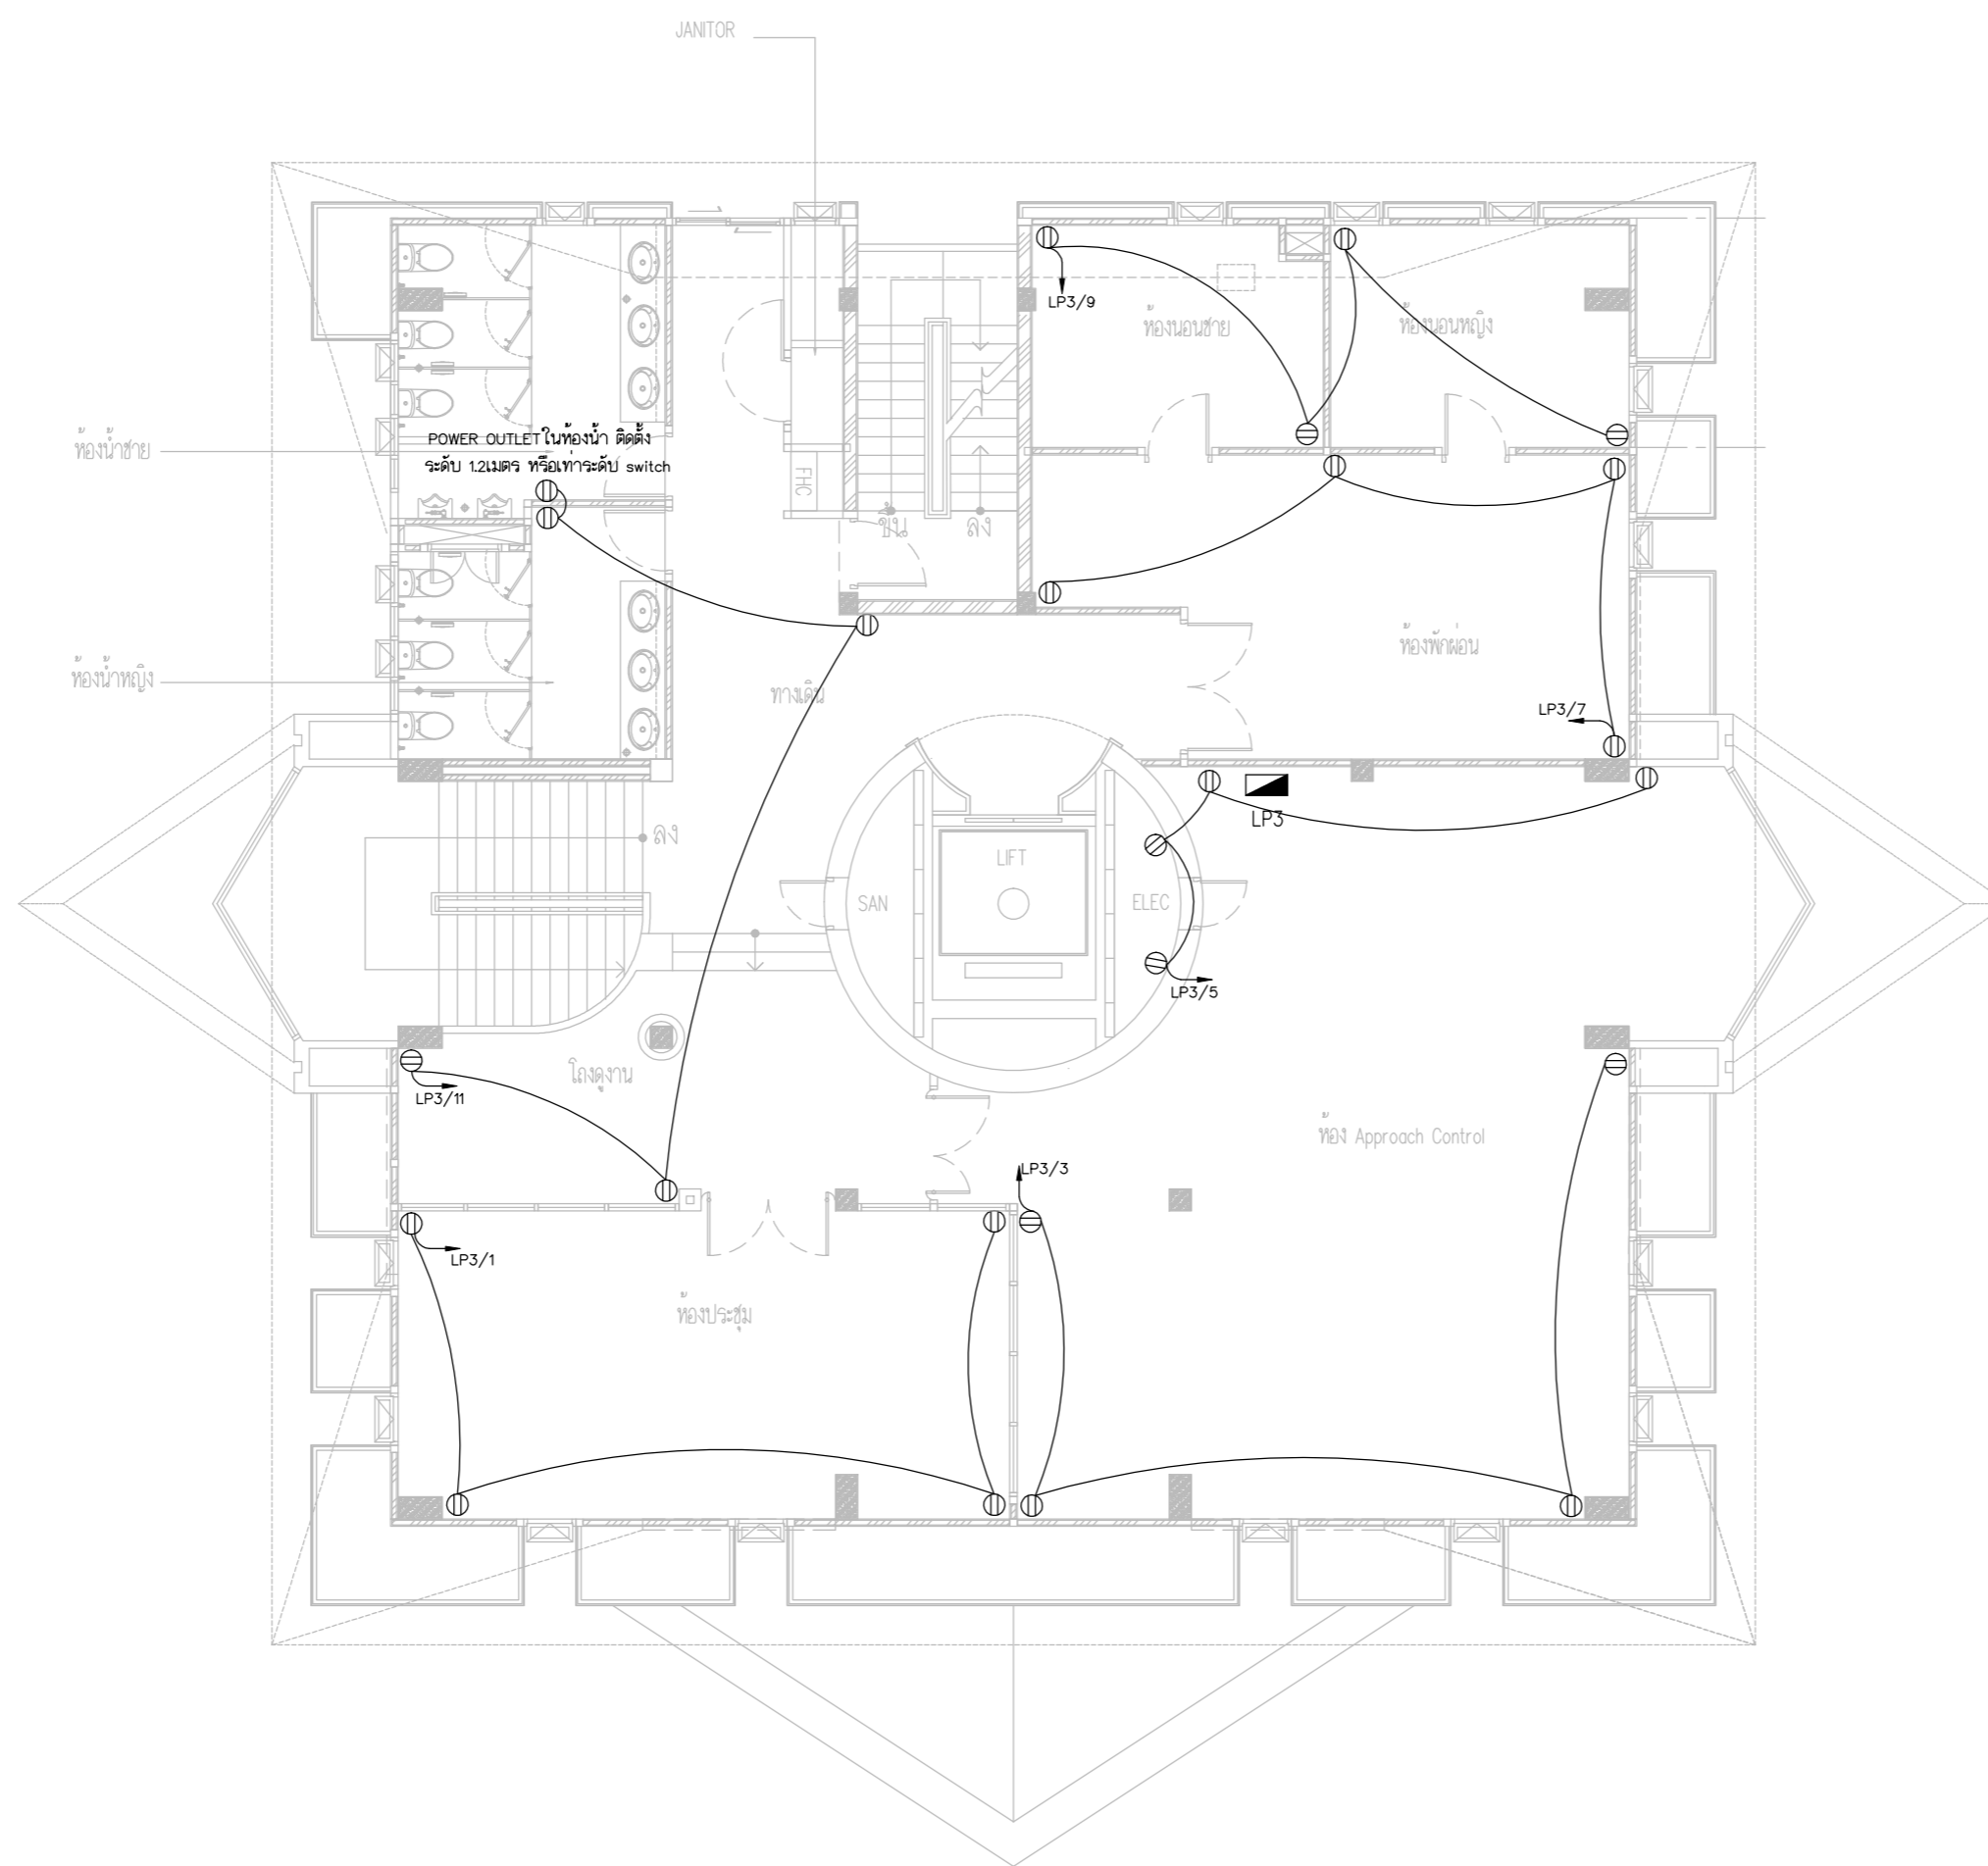 JANITOR
LP3/9
ห้องนอนชาย
ห้องนอนหญิง
ห้องน้ำชาย
POWER OUTLET ในห้องน้ำ ติดตั้ง
ระดับ 1.2เมตร หรือเท่าระดับ switch
FHC
ขึ้น
ลง
ห้องพักผ่อน
ห้องน้ำหญิง
ทางเดิน
LP3/7
LP3
ลง
LIFT
SAN
ELEC
LP3/5
โถงดูงาน
LP3/11
ห้อง Approach Control
LP3/3
LP3/1
ห้องประชุม